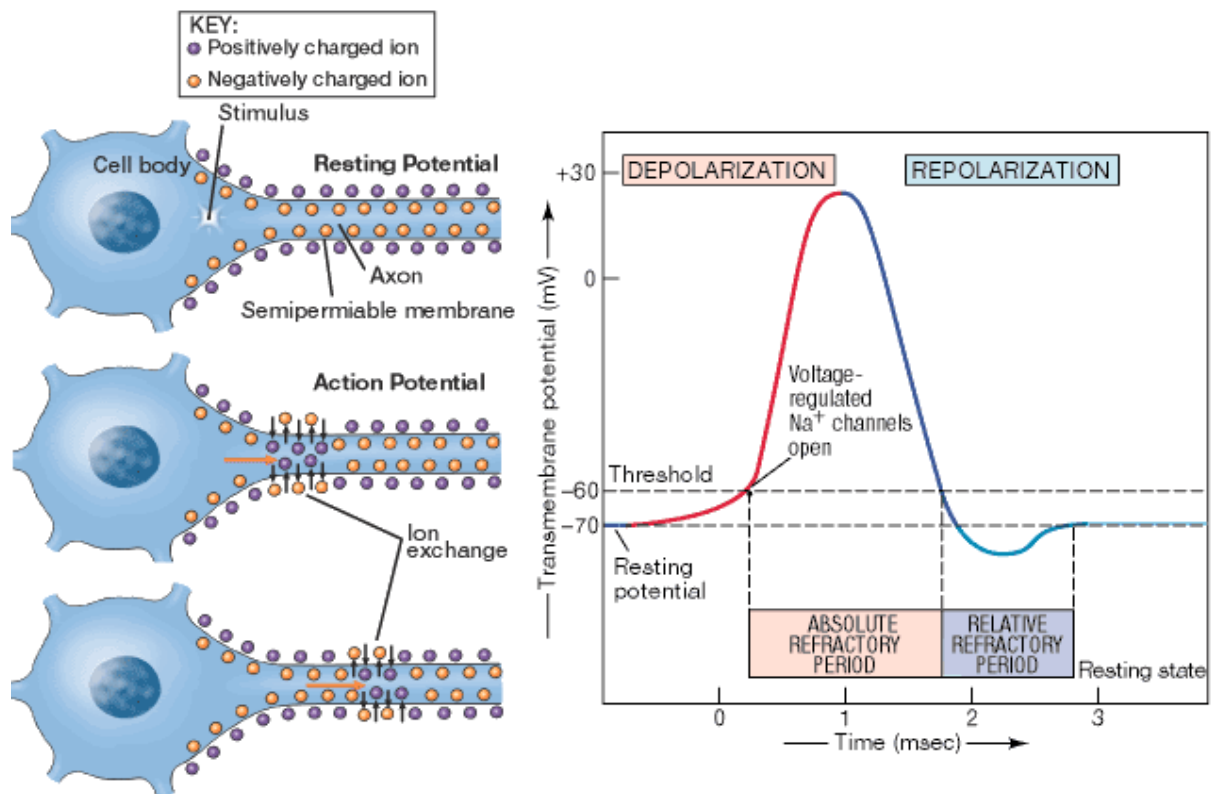 KEY:
Positively charged ion
Negatively charged ion
Stimulus
Cell body
Resting Potential
Axon
Semipermiable membrane
Action Potential
Ion
exchange
DEPOLARIZATION
REPOLARIZATION
+30
0
Transmembrane potential (mV)
Voltage-
regulated
Na⁺ channels
open
Threshold
–60
–70
Resting
potential
ABSOLUTE
REFRACTORY
PERIOD
RELATIVE
REFRACTORY
PERIOD
Resting state
0 1 2 3
Time (msec)